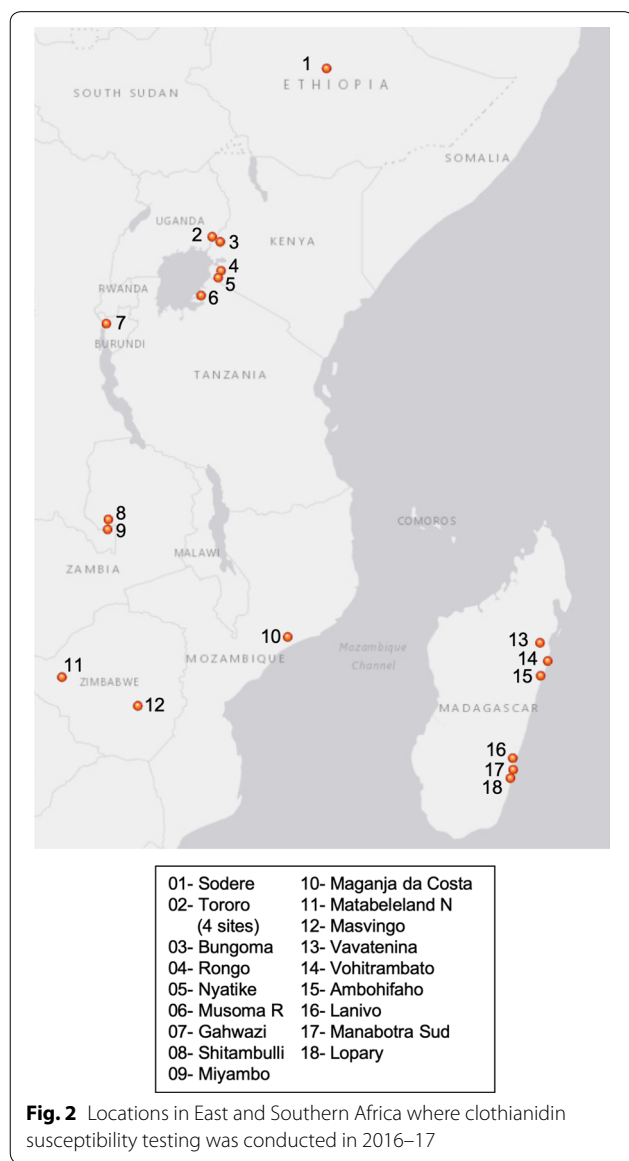 1
ETHIOPIA
SOUTH SUDAN
SOMALIA
UGANDA
2
3
KENYA
4
5
RWANDA
6
7
BURUNDI
TANZANIA
8
9
COMOROS
MALAWI
ZAMBIA
10
MOZAMBIQUE
Mozambique
Channel
13
14
15
11
ZIMBABWE
12
MADAGASCAR
16
17
18
01- Sodere
02- Tororo
(4 sites)
03- Bungoma
04- Rongo
05- Nyatike
06- Musoma R
07- Gahwazi
08- Shitambulli
09- Miyambo
10- Maganja da Costa
11- Matabeleland N
12- Masvingo
13- Vavatenina
14- Vohitrambato
15- Ambohifaho
16- Lanivo
17- Manabotra Sud
18- Lopary
Fig. 2 Locations in East and Southern Africa where clothianidin
susceptibility testing was conducted in 2016–17